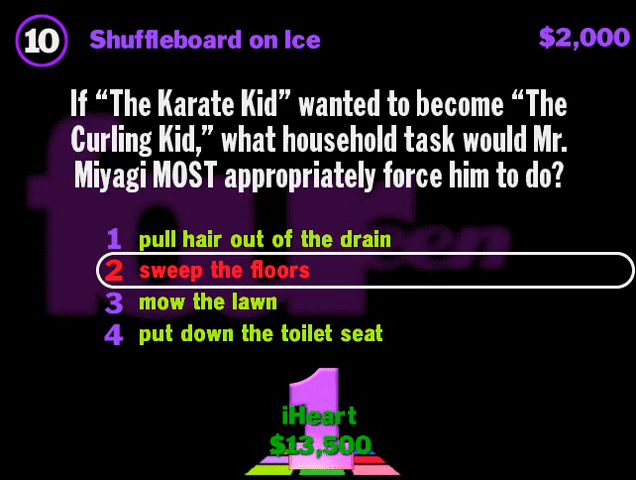 10 Shuffleboard on Ice $2,000
If “The Karate Kid” wanted to become “The
Curling Kid,” what household task would Mr.
Miyagi MOST appropriately force him to do?
1 pull hair out of the drain
2 sweep the floors
3 mow the lawn
4 put down the toilet seat
1
iHeart
$13,500